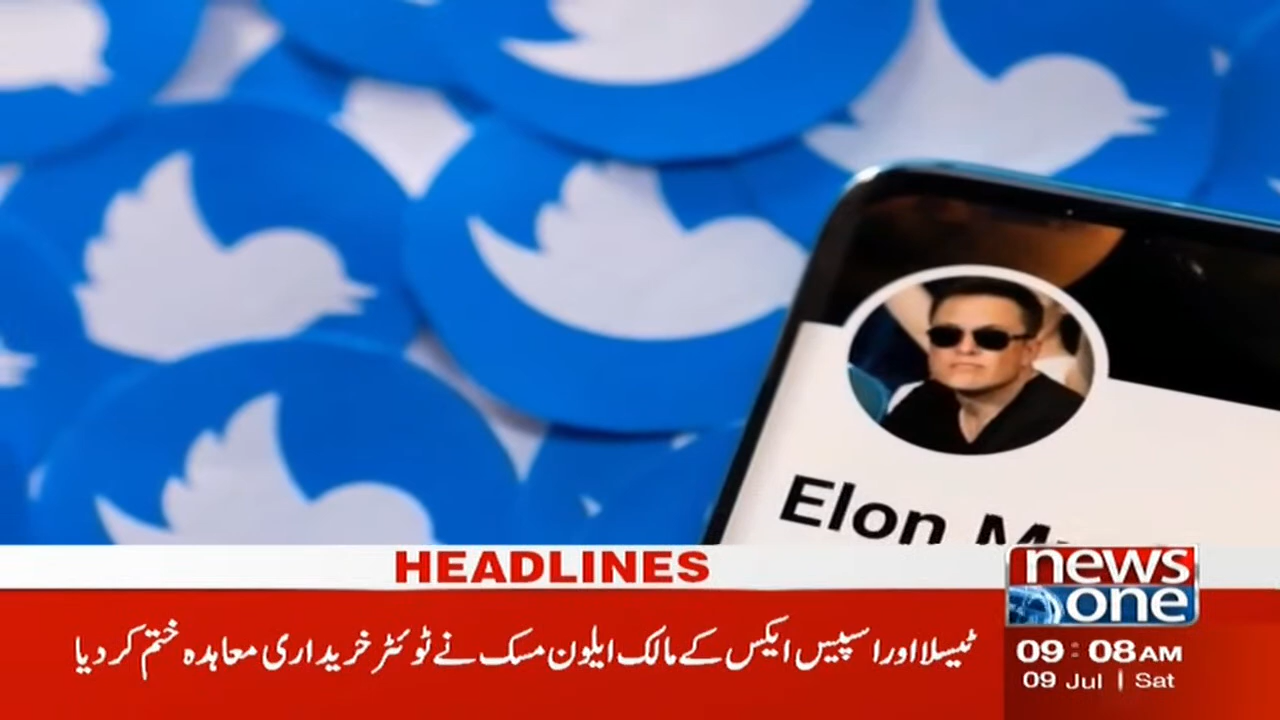 Elon
HEADLINES
news
one
ٹیسلا اور اسپیس ایکس کے مالک ایلون مسک نے ٹوئٹر خریداری معاہدہ ختم کر دیا
09:08 AM
09 Jul | Sat